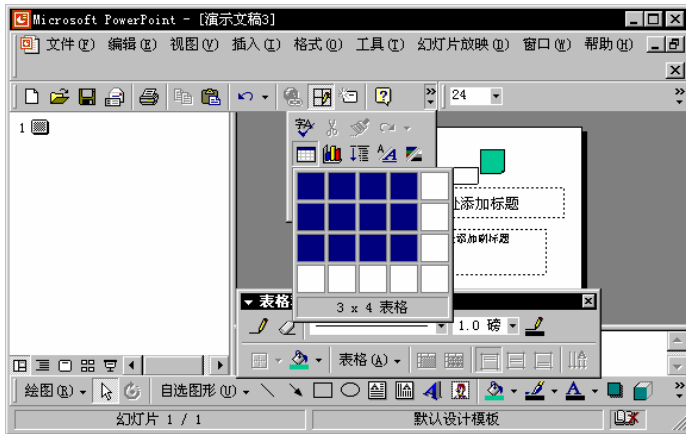 Microsoft PowerPoint - [演示文稿3]
文件(F) 编辑(E) 视图(V) 插入(I) 格式(O) 工具(T) 幻灯片放映(D) 窗口(W) 帮助(H)
24
1
处添加标题
添加副标题
3 x 4 表格
表格
1.0 磅
表格(A)
绘图(R) 自选图形(U)
幻灯片 1 / 1 默认设计模板